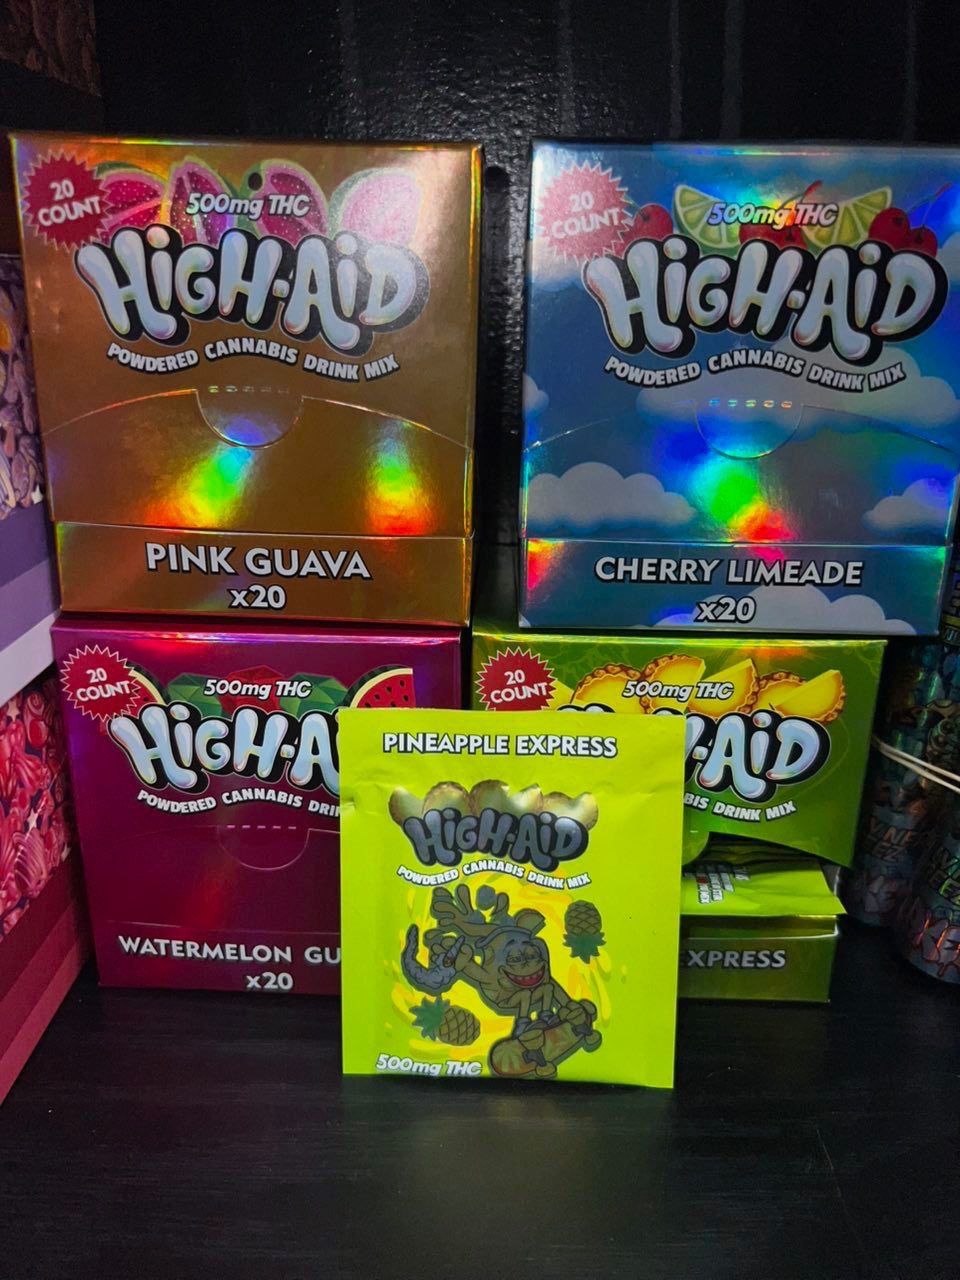 20
COUNT
500mg THC
HiGH-AiD
POWDERED CANNABIS DRINK MIX
PINK GUAVA
x20
20
COUNT
500mg THC
HiGH-AiD
POWDERED CANNABIS DRINK MIX
CHERRY LIMEADE
x20
20
COUNT
500mg THC
HiGH-A
POWDERED CANNABIS DRIN
WATERMELON GU
x20
20
COUNT
500mg THC
-AiD
BIS DRINK MIX
XPRESS
PINEAPPLE EXPRESS
HiGH-AiD
POWDERED CANNABIS DRINK MIX
500mg THC